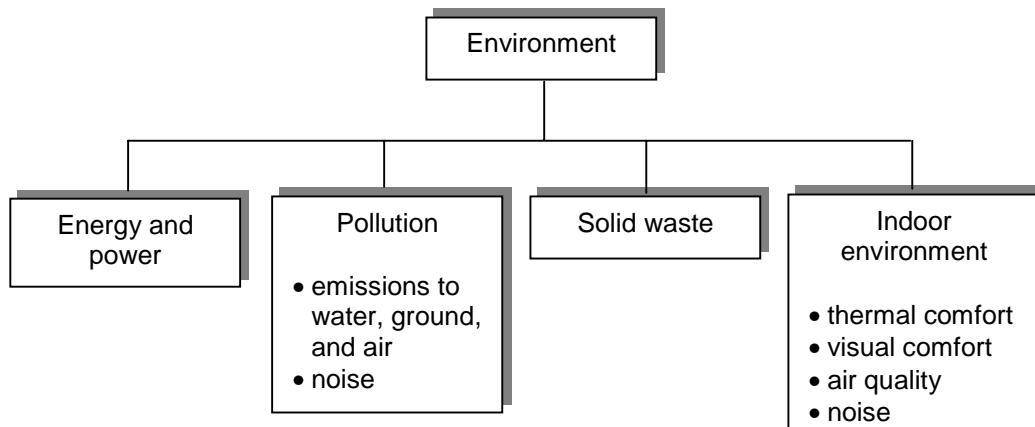 Environment
Energy and
power
Pollution
• emissions to
water, ground,
and air
• noise
Solid waste
Indoor
environment
• thermal comfort
• visual comfort
• air quality
• noise